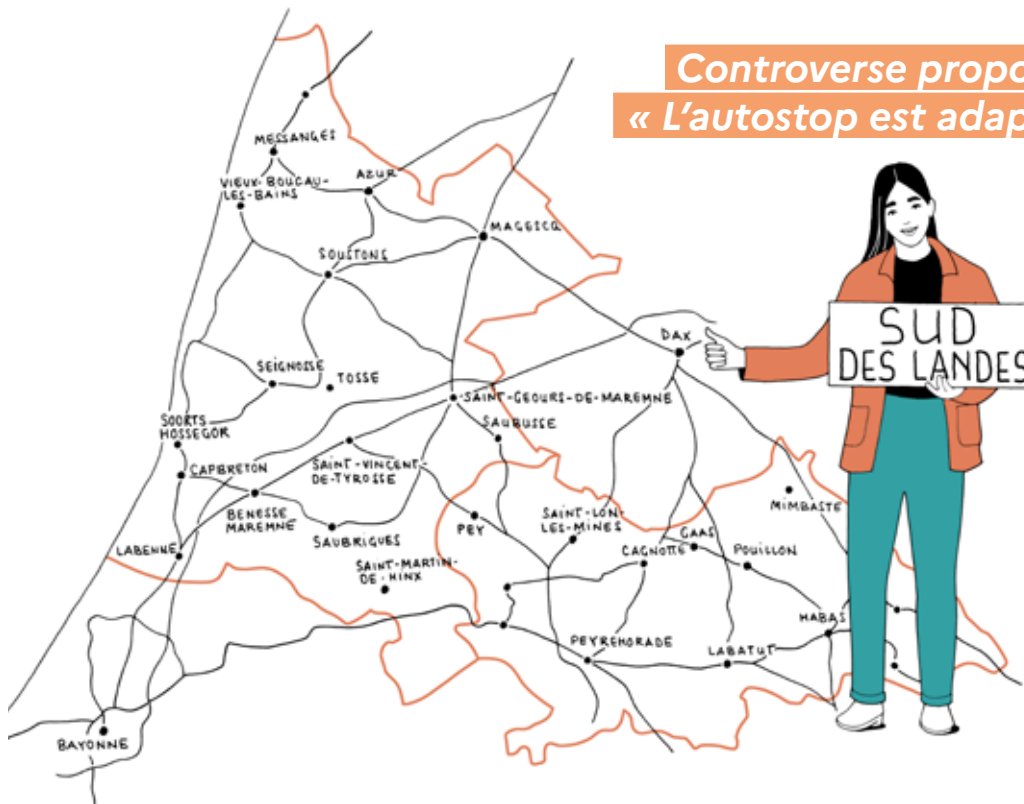 Controverse propo
« L'autostop est adap
MESSANGES
VIEUX-BOUCAU-
LES-BAINS
AZUR
MAGESCQ
SOUSTONS
SUD
DES LANDES
DAX
SEIGNOSSE
TOSSE
SAINT-GEOURS-DE-MAREMNE
SOORTS
HOSSEGOR
SAUBUSSE
CAPBRETON
SAINT-VINCENT-
DE-TYROSSE
BENESSE
MAREMNE
PEY
SAINT-LON-
LES-MINES
MIMBASTE
LABENNE
SAUBRIGUES
CAGNOTTE
GAAS
POUILLON
SAINT-MARTIN-
DE-HINX
HABAS
PEYREHORADE
LABATUT
BAYONNE